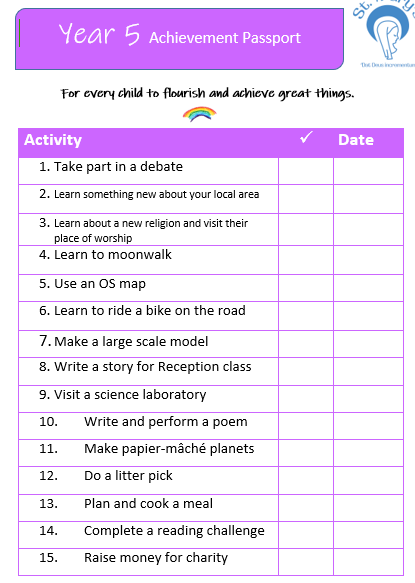 St. Mary's
Year 5 Achievement Passport
"Dat Deus incrementum"
For every child to flourish and achieve great things.
Activity ✓ Date
1. Take part in a debate
2. Learn something new about your local area
3. Learn about a new religion and visit their
place of worship
4. Learn to moonwalk
5. Use an OS map
6. Learn to ride a bike on the road
7. Make a large scale model
8. Write a story for Reception class
9. Visit a science laboratory
10. Write and perform a poem
11. Make papier-mâché planets
12. Do a litter pick
13. Plan and cook a meal
14. Complete a reading challenge
15. Raise money for charity